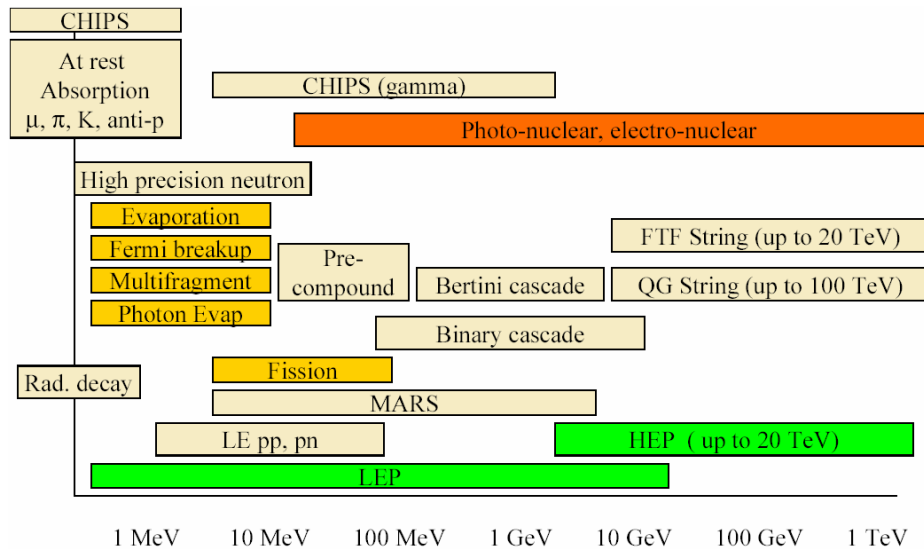 CHIPS
At rest
Absorption
μ, π, K, anti-p
CHIPS (gamma)
Photo-nuclear, electro-nuclear
High precision neutron
Evaporation
Fermi breakup
Multifragment
Photon Evap
Pre-
compound
Bertini cascade
FTF String (up to 20 TeV)
QG String (up to 100 TeV)
Binary cascade
Fission
Rad. decay
MARS
LE pp, pn
HEP ( up to 20 TeV)
LEP
1 MeV 10 MeV 100 MeV 1 GeV 10 GeV 100 GeV 1 TeV